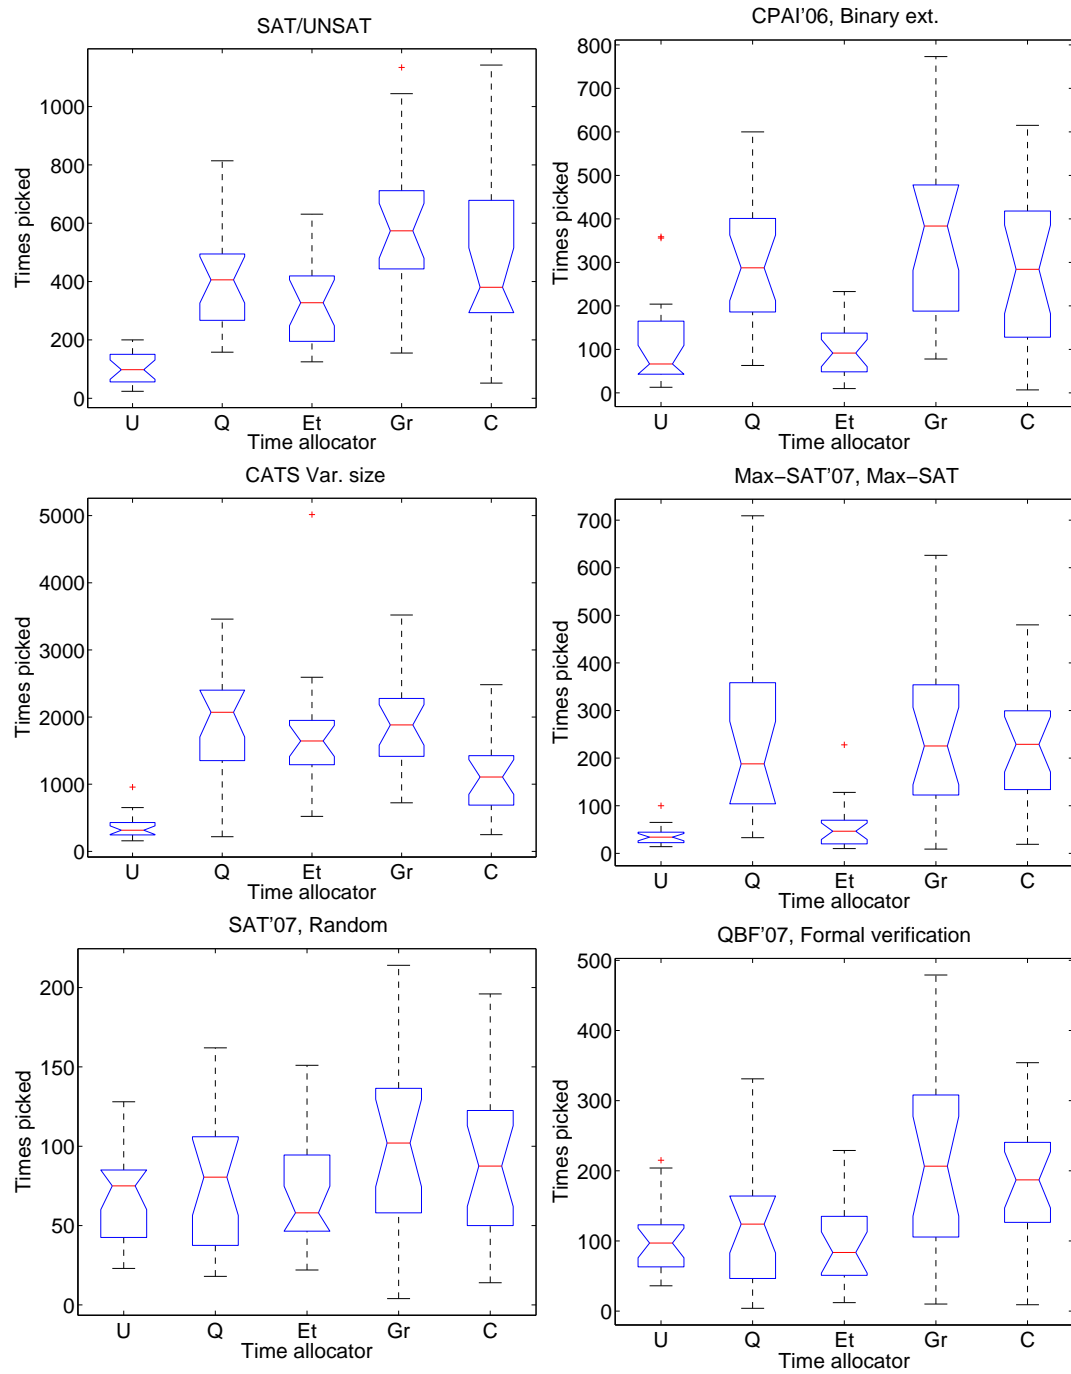 SAT/UNSAT
Times picked
1000
800
600
400
200
0
U Q Et Gr C
Time allocator
CPAI'06, Binary ext.
Times picked
800
700
600
500
400
300
200
100
0
U Q Et Gr C
Time allocator
CATS Var. size
Times picked
5000
4000
3000
2000
1000
0
U Q Et Gr C
Time allocator
Max−SAT'07, Max−SAT
Times picked
700
600
500
400
300
200
100
0
U Q Et Gr C
Time allocator
SAT'07, Random
Times picked
200
150
100
50
0
U Q Et Gr C
Time allocator
QBF'07, Formal verification
Times picked
500
400
300
200
100
0
U Q Et Gr C
Time allocator